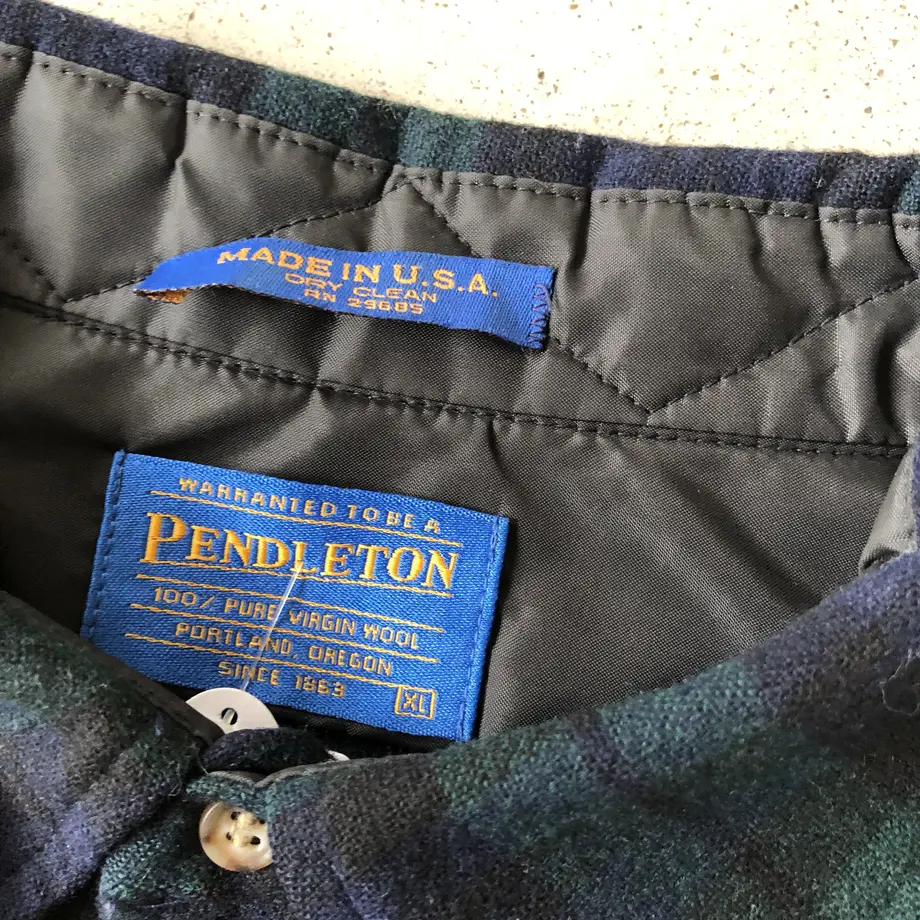 MADE IN U.S.A.
DRY CLEAN
RN 29685
WARRANTED TO BE A
PENDLETON
100% PURE VIRGIN WOOL
PORTLAND, OREGON
SINCE 1863
XL